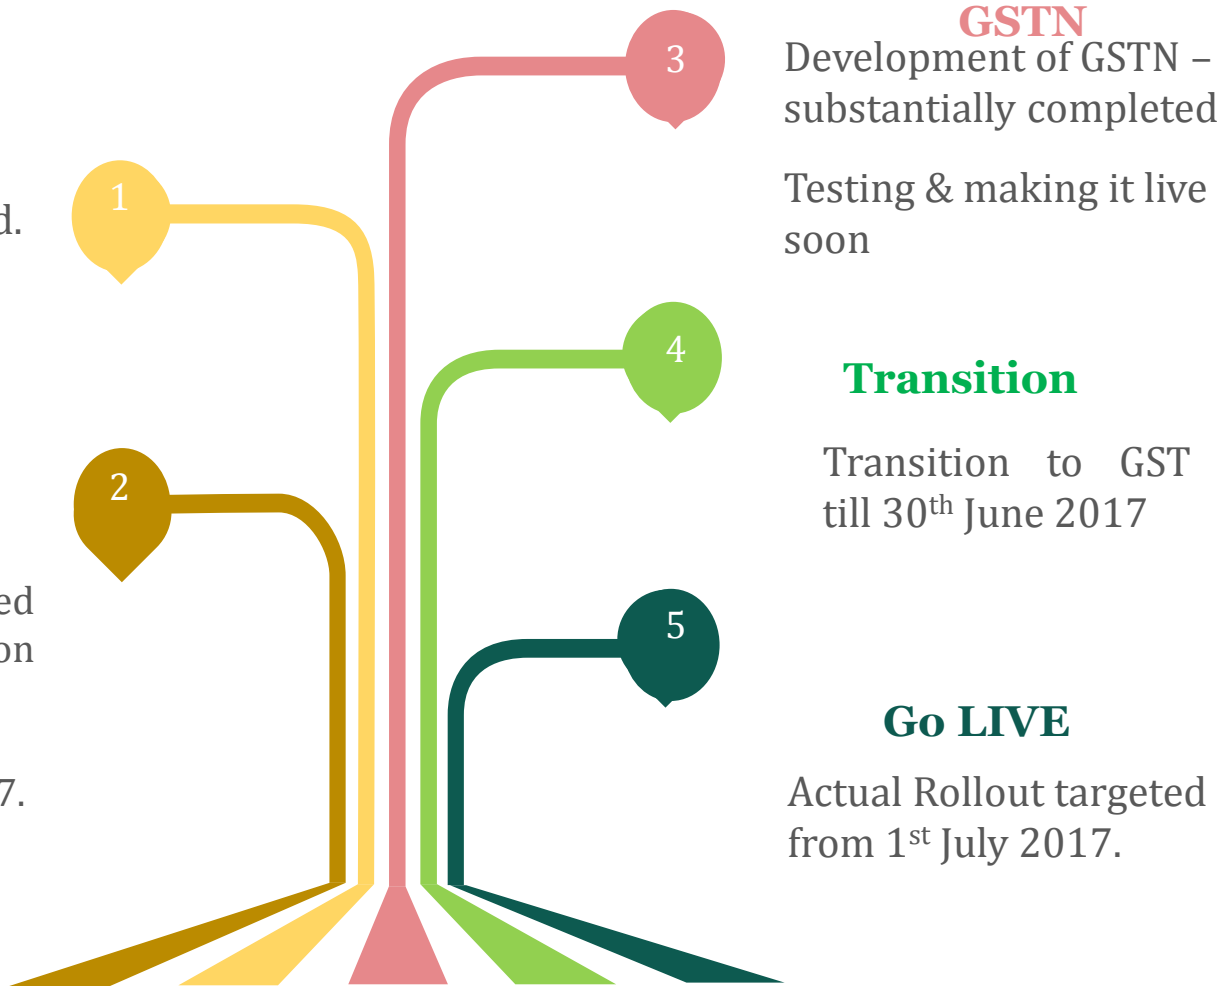 1
d.
2
ed
on
7.
3
GSTN
Development of GSTN –
substantially completed
Testing & making it live
soon
4
Transition
Transition to GST
till 30th June 2017
5
Go LIVE
Actual Rollout targeted
from 1st July 2017.